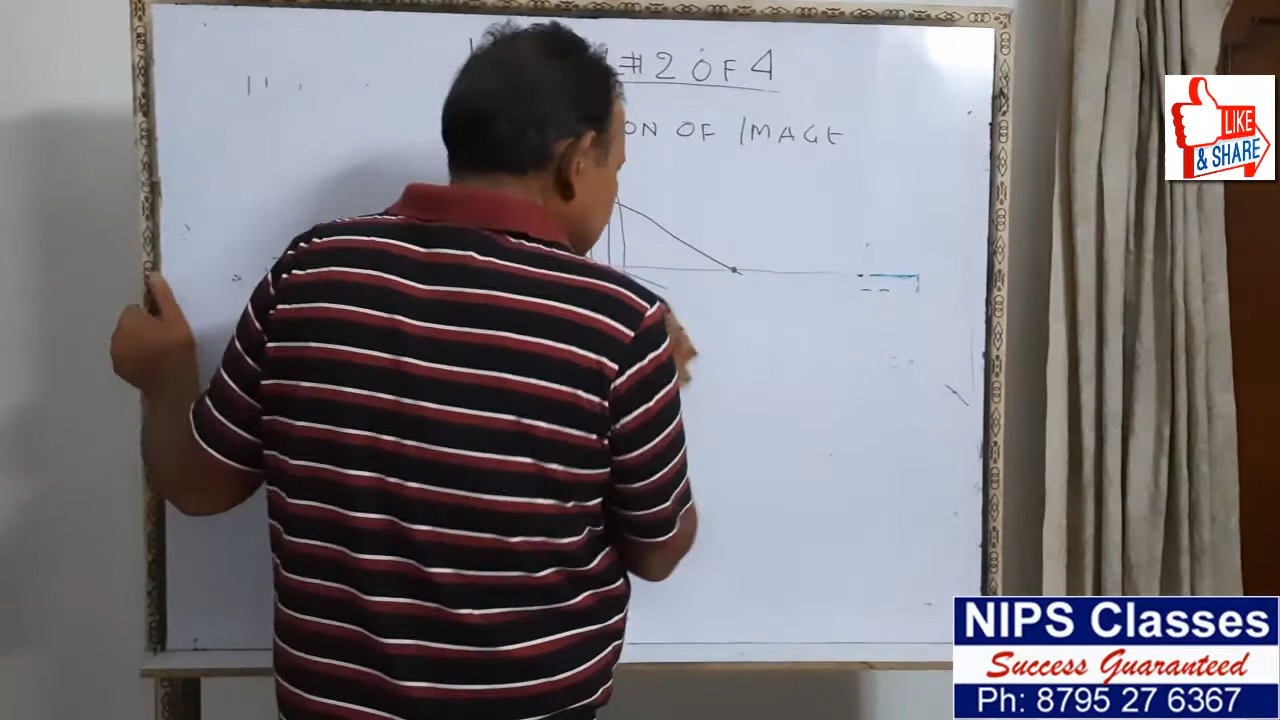 #2 OF 4
ON OF IMAGE
LIKE
& SHARE
NIPS Classes
Success Guaranteed
Ph: 8795 27 6367